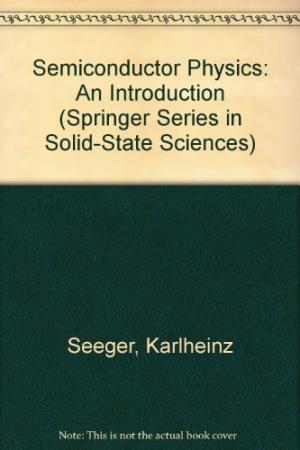 Semiconductor Physics:
An Introduction
(Springer Series in
Solid-State Sciences)
Seeger, Karlheinz
Note: This is not the actual book cover